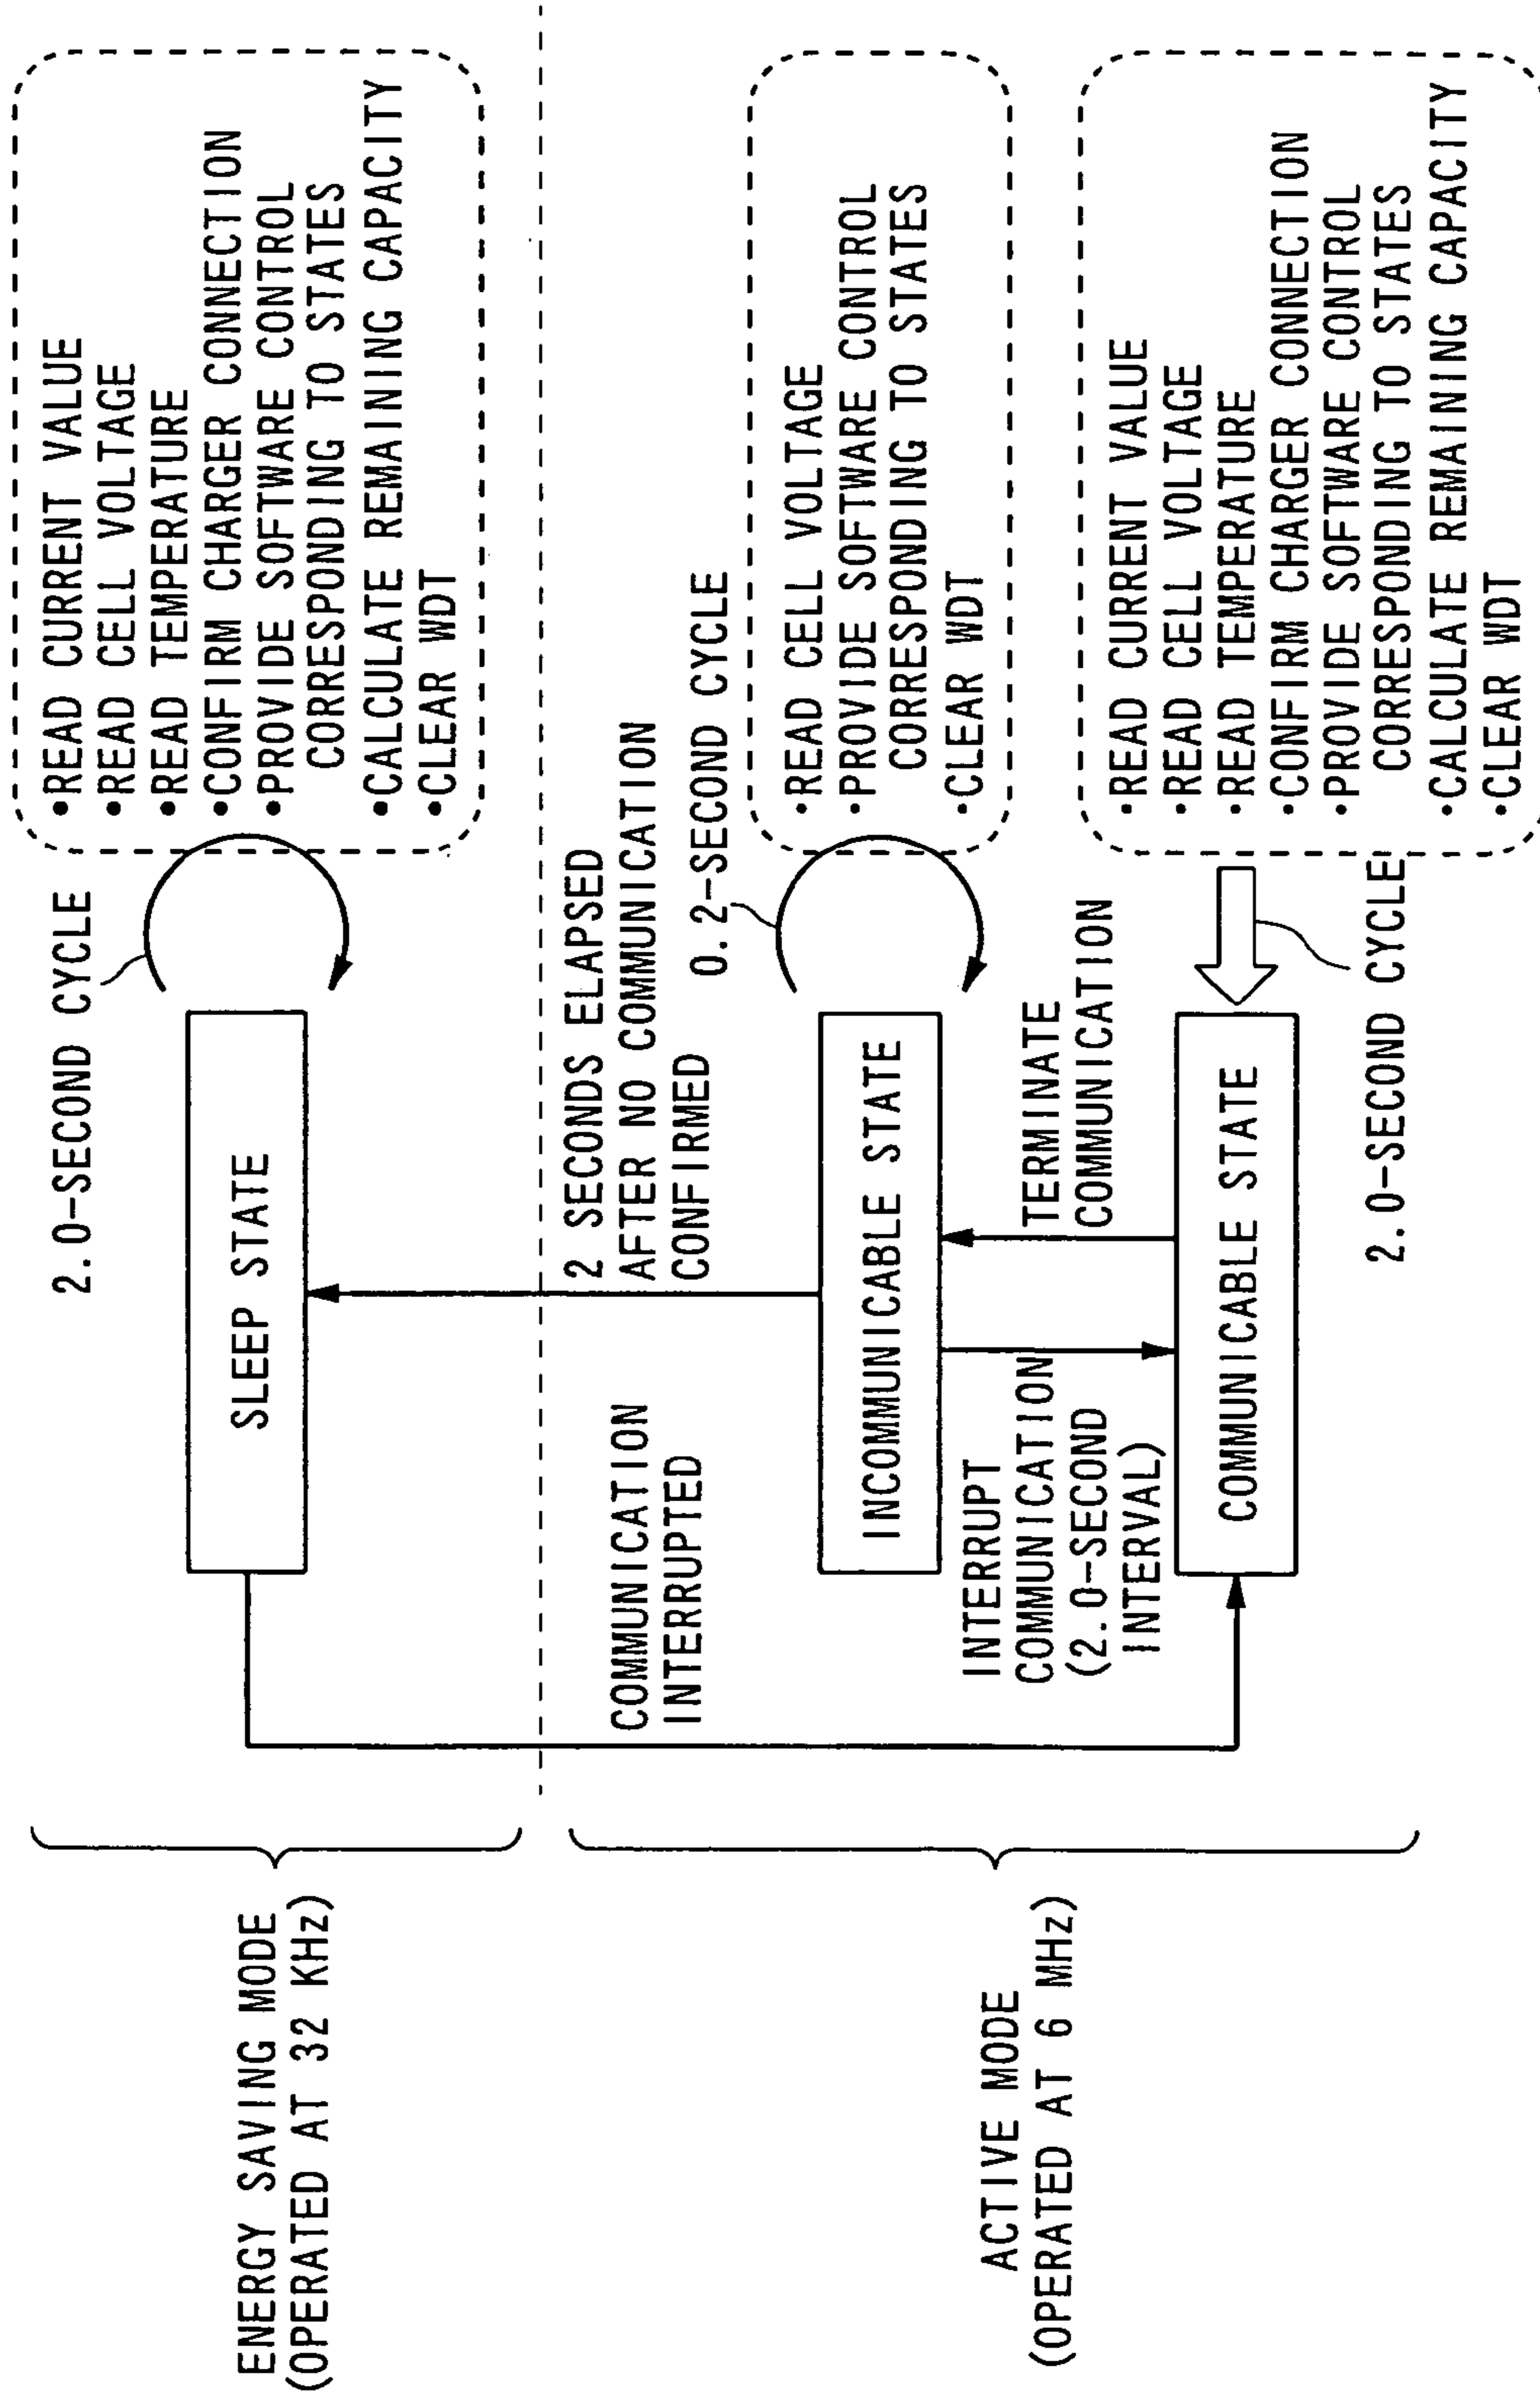 ENERGY SAVING MODE
(OPERATED AT 32 KHz)
2.0-SECOND CYCLE
SLEEP STATE
•READ CURRENT VALUE
•READ CELL VOLTAGE
•READ TEMPERATURE
•CONFIRM CHARGER CONNECTION
•PROVIDE SOFTWARE CONTROL
CORRESPONDING TO STATES
•CALCULATE REMAINING CAPACITY
•CLEAR WDT
COMMUNICATION
INTERRUPTED
2 SECONDS ELAPSED
AFTER NO COMMUNICATION
CONFIRMED
0.2-SECOND CYCLE
ACTIVE MODE
(OPERATED AT 6 MHz)
INCOMMUNICABLE STATE
•READ CELL VOLTAGE
•PROVIDE SOFTWARE CONTROL
CORRESPONDING TO STATES
•CLEAR WDT
INTERRUPT
COMMUNICATION
(2.0-SECOND
INTERVAL)
TERMINATE
COMMUNICATION
COMMUNICABLE STATE
•READ CURRENT VALUE
•READ CELL VOLTAGE
•READ TEMPERATURE
•CONFIRM CHARGER CONNECTION
•PROVIDE SOFTWARE CONTROL
CORRESPONDING TO STATES
•CALCULATE REMAINING CAPACITY
•CLEAR WDT
2.0-SECOND CYCLE